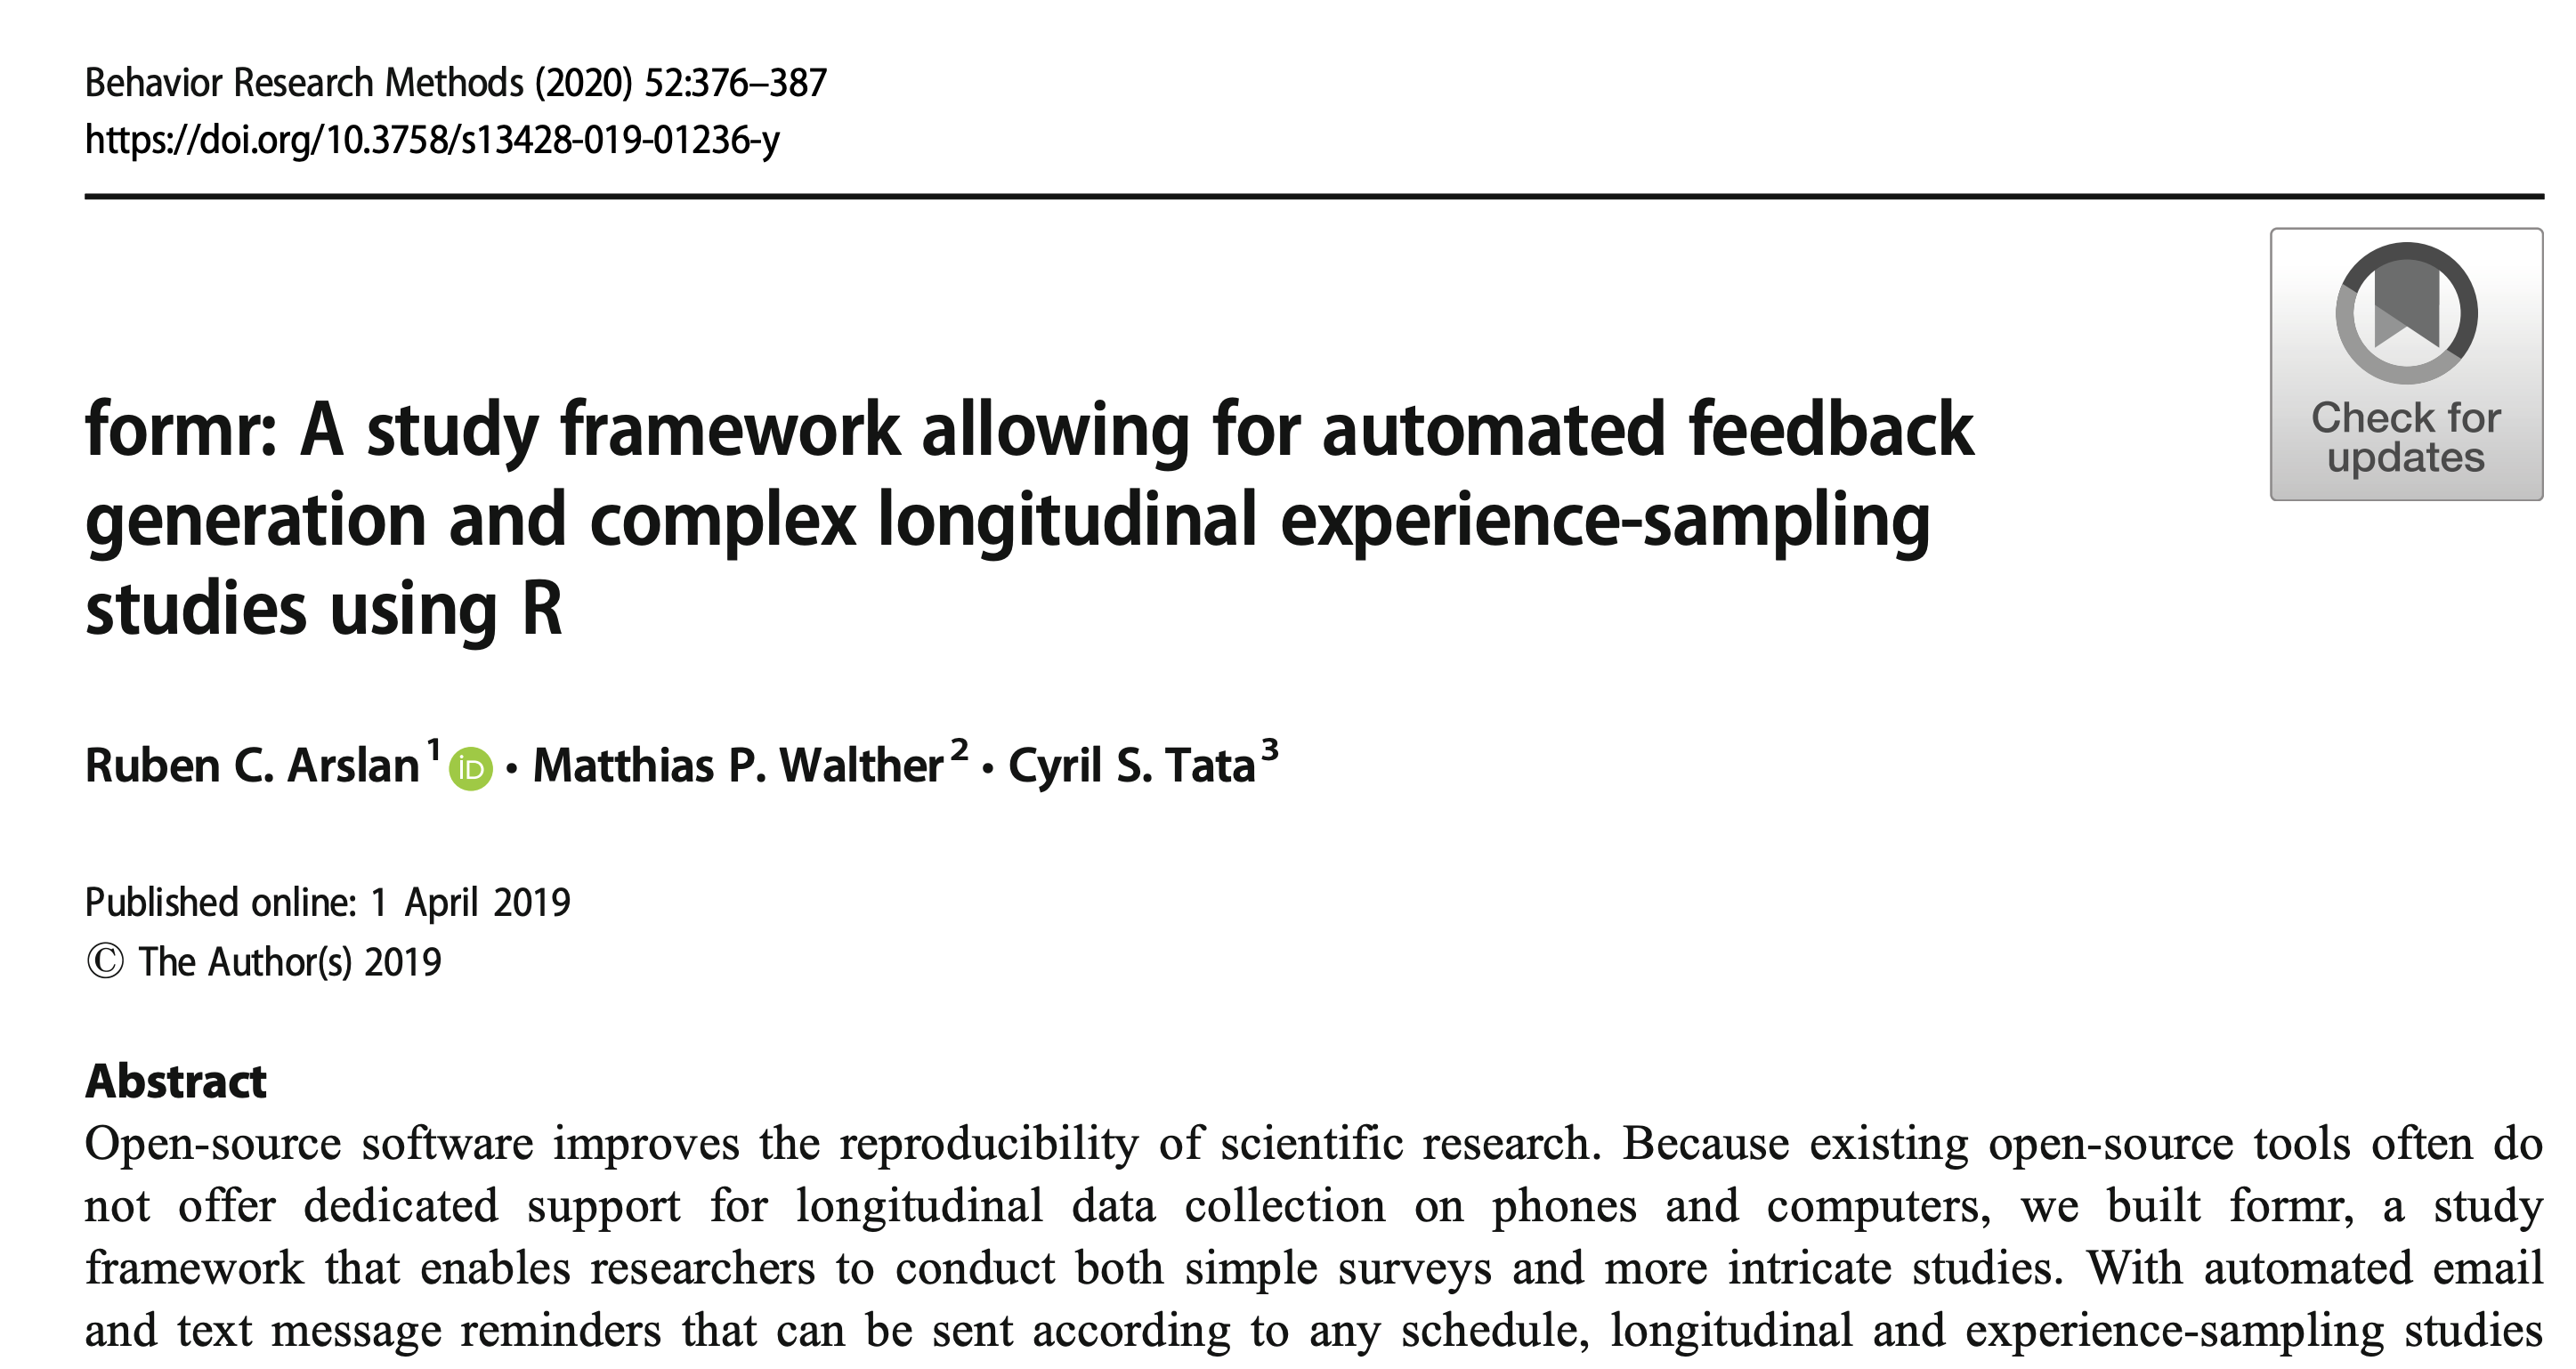 Behavior Research Methods (2020) 52:376–387
https://doi.org/10.3758/s13428-019-01236-y
Check for
updates
formr: A study framework allowing for automated feedback
generation and complex longitudinal experience-sampling
studies using R
Ruben C. Arslan 1 iD • Matthias P. Walther 2 • Cyril S. Tata 3
Published online: 1 April 2019
© The Author(s) 2019
Abstract
Open-source software improves the reproducibility of scientific research. Because existing open-source tools often do
not offer dedicated support for longitudinal data collection on phones and computers, we built formr, a study
framework that enables researchers to conduct both simple surveys and more intricate studies. With automated email
and text message reminders that can be sent according to any schedule, longitudinal and experience-sampling studies